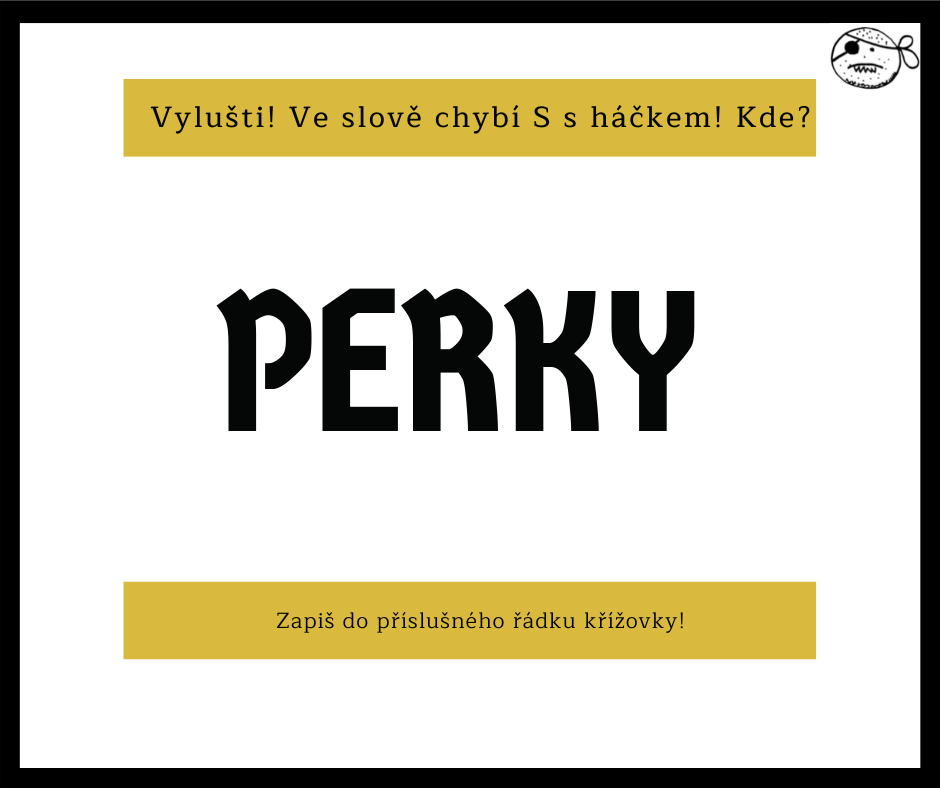 Vylušti! Ve slově chybí S s háčkem! Kde?
PERKY
Zapiš do příslušného řádku křížovky!